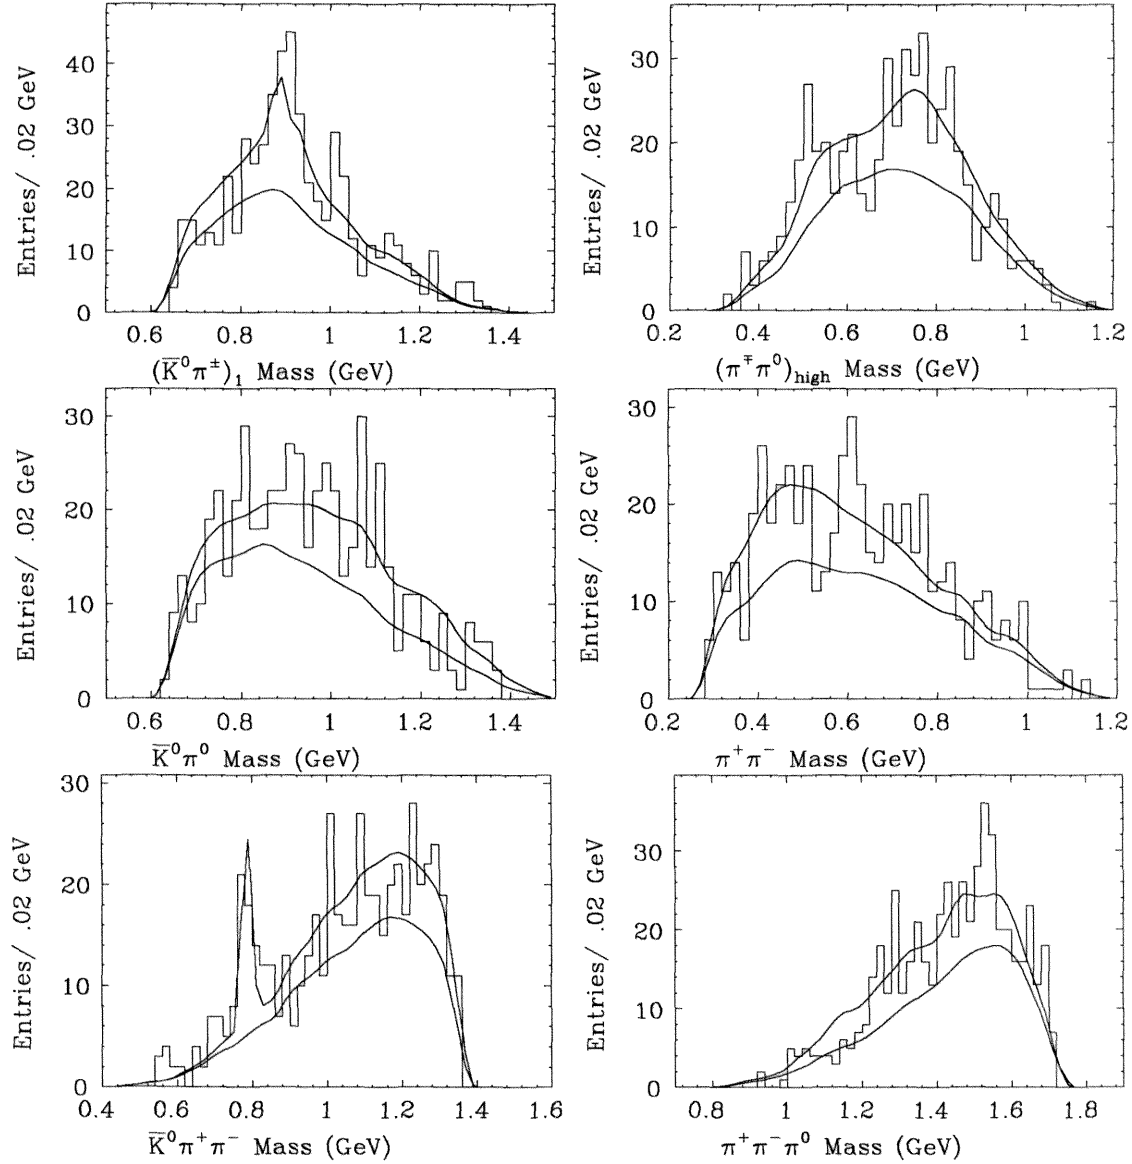 40
30
20
10
0
Entries/ .02 GeV
0.6 0.8 1 1.2 1.4
(K̅⁰π±)₁ Mass (GeV)
30
20
10
0
Entries/ .02 GeV
0.2 0.4 0.6 0.8 1 1.2
(π∓π⁰)high Mass (GeV)
30
20
10
0
Entries/ .02 GeV
0.6 0.8 1 1.2 1.4
K̅⁰π⁰ Mass (GeV)
30
20
10
0
Entries/ .02 GeV
0.2 0.4 0.6 0.8 1.0 1.2
π⁺π⁻ Mass (GeV)
30
20
10
0
Entries/ .02 GeV
0.4 0.6 0.8 1 1.2 1.4 1.6
K̅⁰π⁺π⁻ Mass (GeV)
30
20
10
0
Entries/ .02 GeV
0.8 1 1.2 1.4 1.6 1.8
π⁺π⁻π⁰ Mass (GeV)